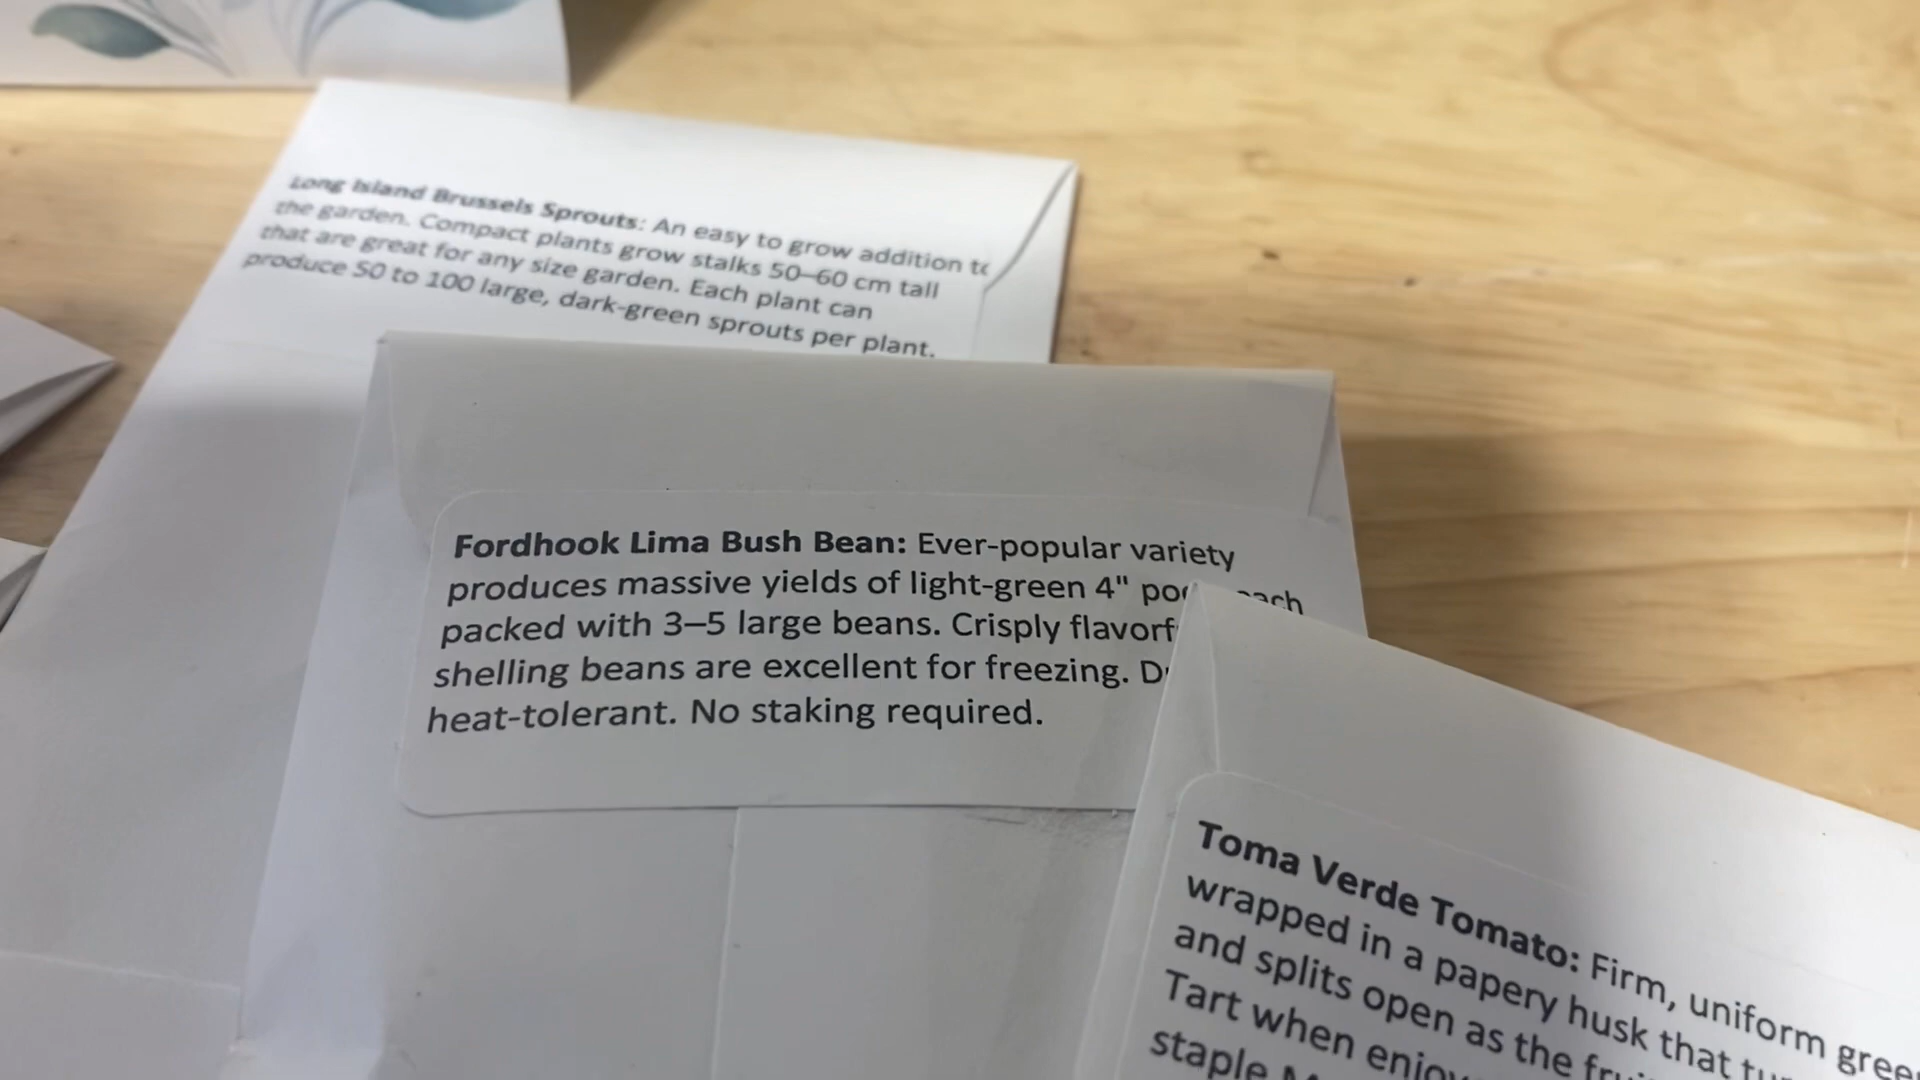 Long Island Brussels Sprouts: An easy to grow addition to
the garden. Compact plants grow stalks 50–60 cm tall
that are great for any size garden. Each plant can
produce 50 to 100 large, dark-green sprouts per plant.
Fordhook Lima Bush Bean: Ever-popular variety
produces massive yields of light-green 4" each
packed with 3–5 large beans. Crisply
shelling beans are excellent for freezing.
heat-tolerant. No staking required.
Toma Verde Tomato: Firm, uniform
wrapped in a papery husk that
and splits open as the
Tart when
staple